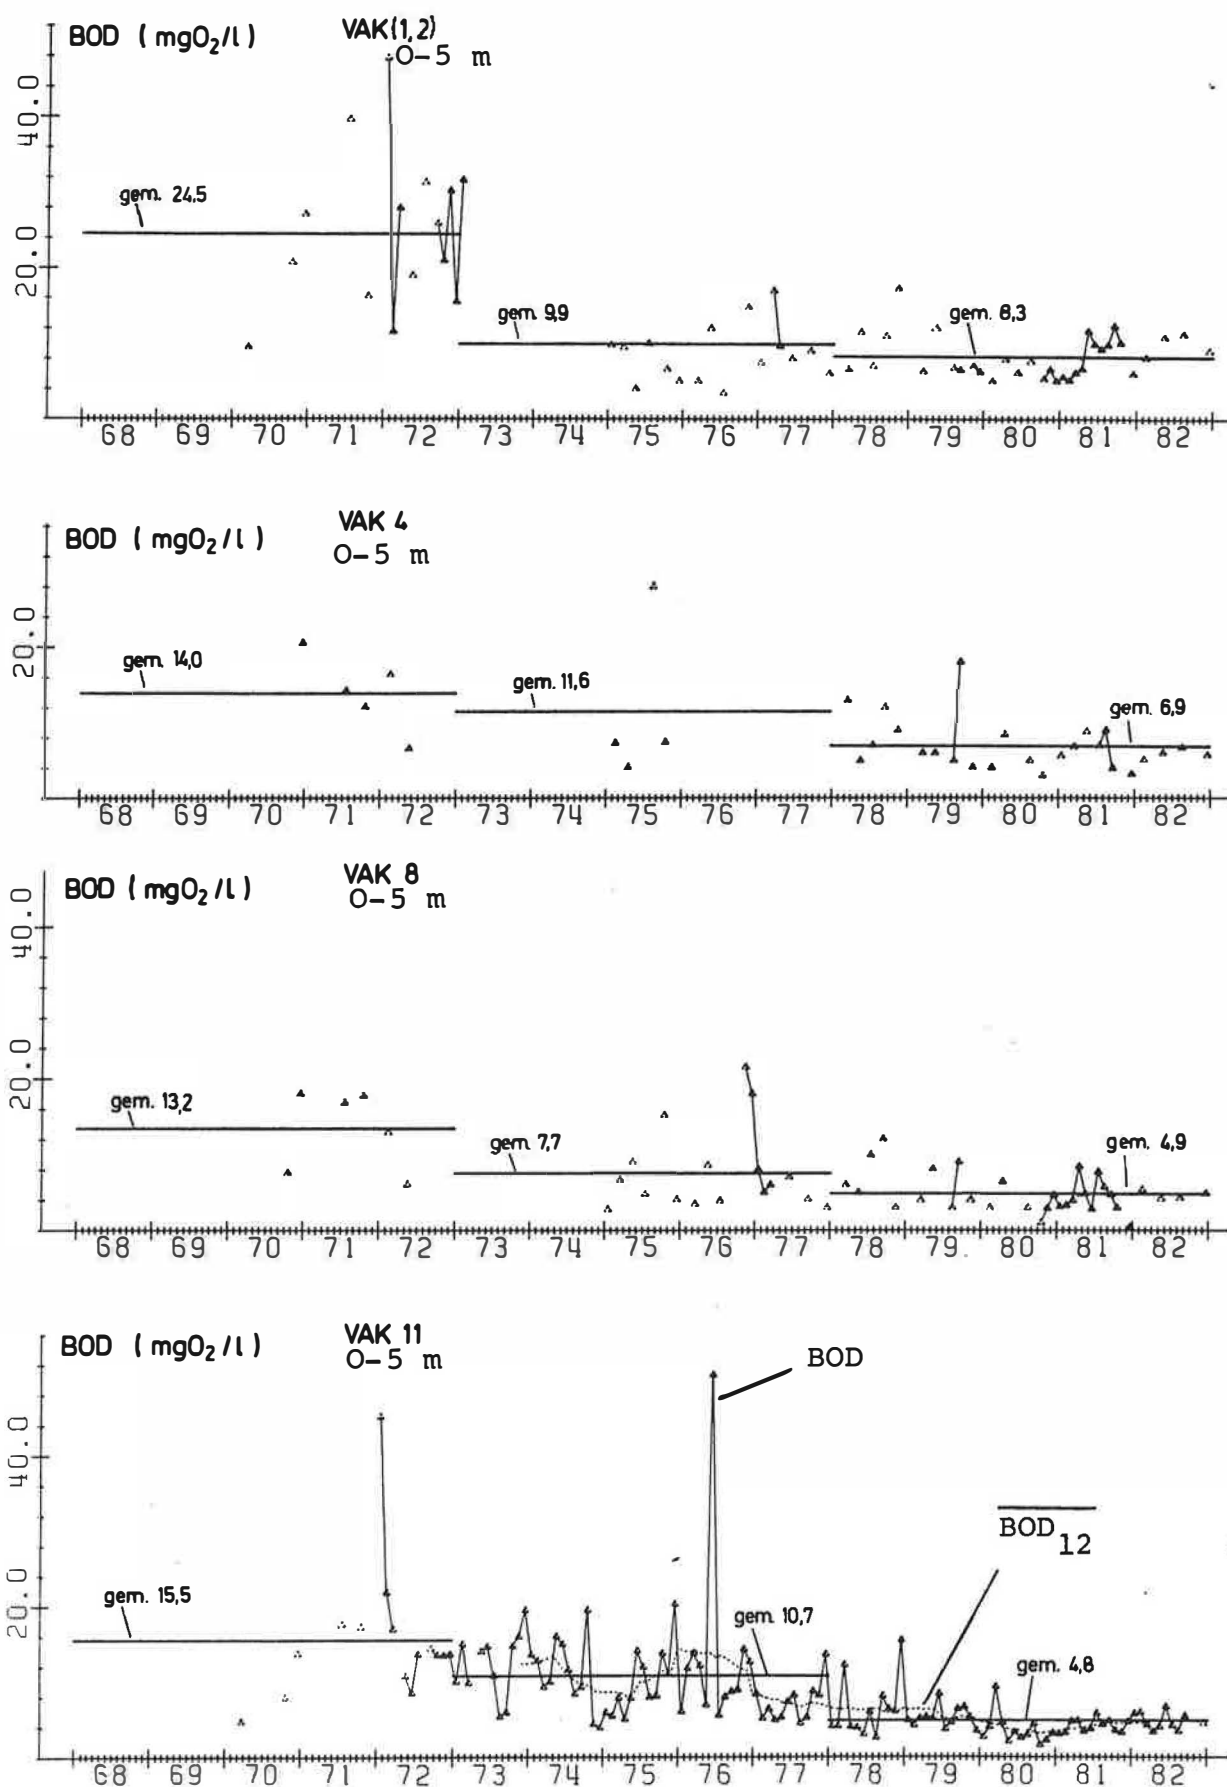 BOD (mgO₂/l) VAK(1,2)
0-5 m
40.0
20.0
gem. 24,5
gem. 9,9
gem. 8,3
68 69 70 71 72 73 74 75 76 77 78 79 80 81 82
BOD (mgO₂/l) VAK 4
0-5 m
20.0
gem. 14,0
gem. 11,6
gem. 6,9
68 69 70 71 72 73 74 75 76 77 78 79 80 81 82
BOD (mgO₂/l) VAK 8
0-5 m
40.0
20.0
gem. 13,2
gem. 7,7
gem. 4,9
68 69 70 71 72 73 74 75 76 77 78 79 80 81 82
BOD (mgO₂/l) VAK 11
0-5 m
BOD
40.0
BOD₁₂
20.0
gem. 15,5
gem. 10,7
gem. 4,8
68 69 70 71 72 73 74 75 76 77 78 79 80 81 82